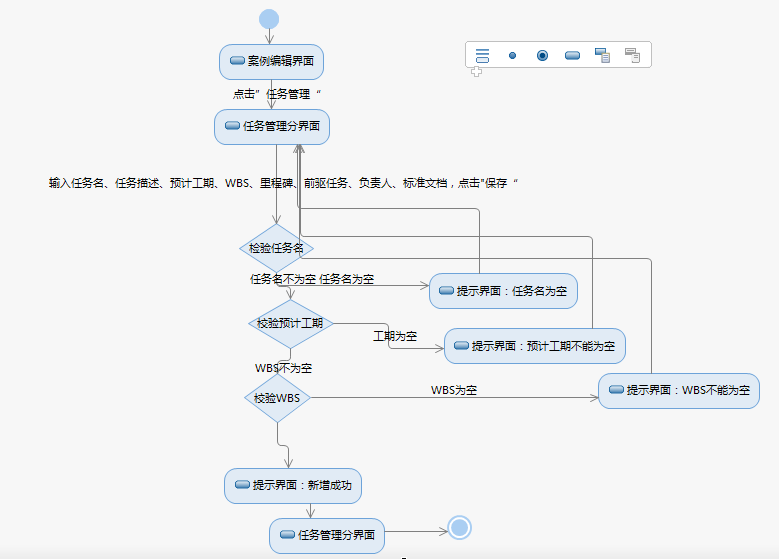 案例编辑界面
点击”任务管理“
任务管理分界面
输入任务名、任务描述、预计工期、WBS、里程碑、前驱任务、负责人、标准文档，点击"保存“
检验任务名
任务名不为空 任务名为空
提示界面：任务名为空
校验预计工期
工期为空
提示界面：预计工期不能为空
WBS不为空
校验WBS
WBS为空
提示界面：WBS不能为空
提示界面：新增成功
任务管理分界面